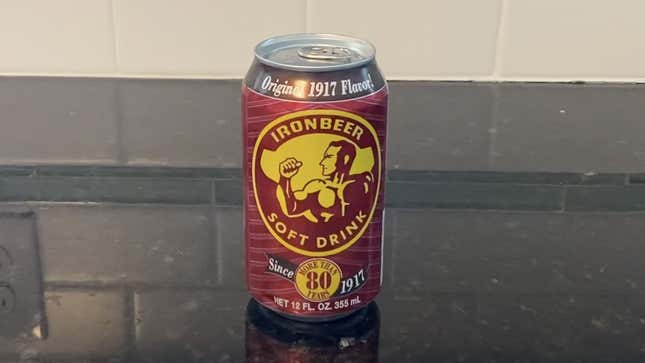 Original 1917 Flavor!
IRONBEER
SOFT DRINK
MORE THAN
Since 80 1917
YEARS
NET 12 FL. OZ. 355 mL